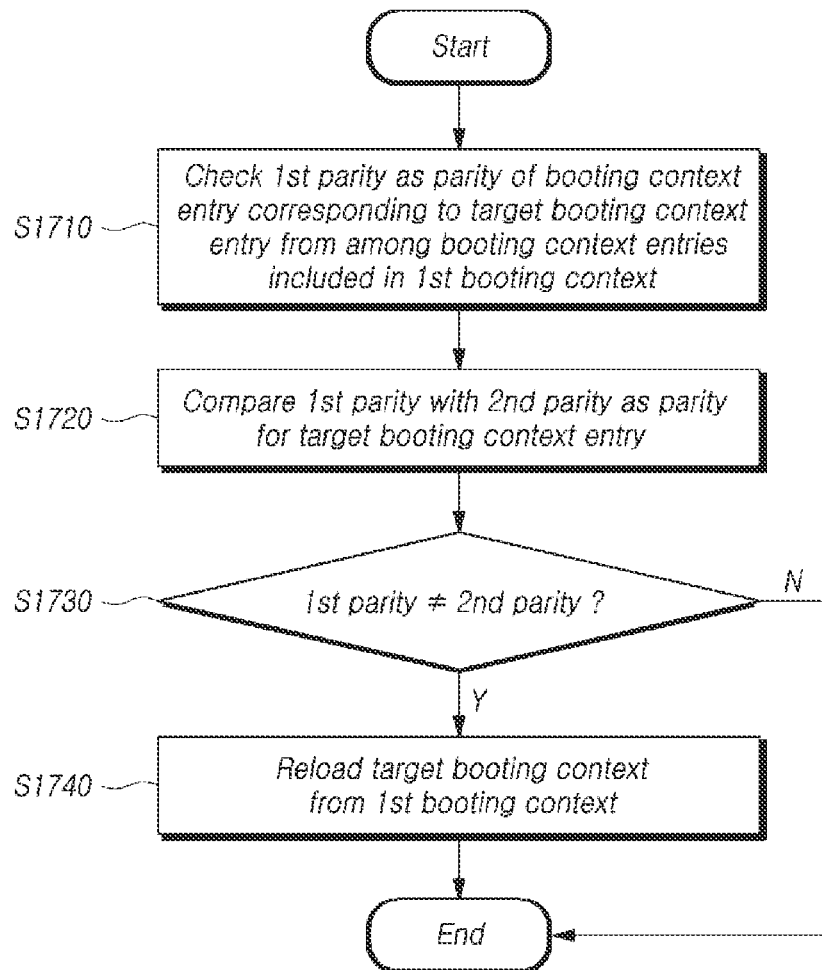 Start
S1710
Check 1st parity as parity of booting context
entry corresponding to target booting context
entry from among booting context entries
included in 1st booting context
S1720
Compare 1st parity with 2nd parity as parity
for target booting context entry
S1730
1st parity ≠ 2nd parity ?
N
Y
S1740
Reload target booting context
from 1st booting context
End